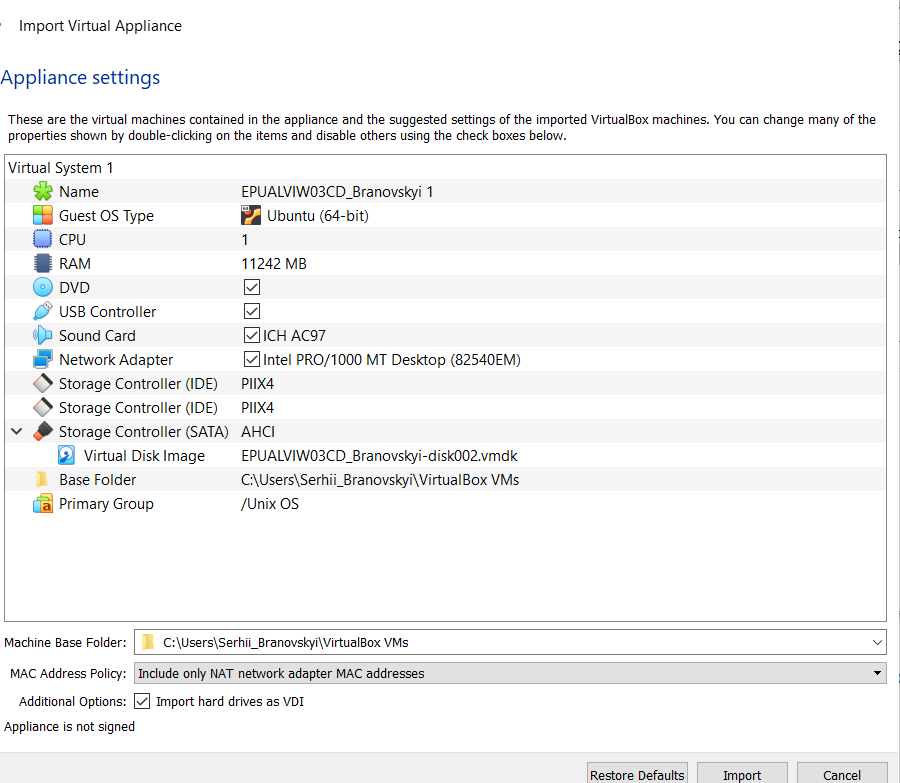 Import Virtual Appliance
Appliance settings
These are the virtual machines contained in the appliance and the suggested settings of the imported VirtualBox machines. You can change many of the
properties shown by double-clicking on the items and disable others using the check boxes below.
Virtual System 1
Name EPUALVIW03CD_Branovskyi 1
Guest OS Type Ubuntu (64-bit)
CPU 1
RAM 11242 MB
DVD
USB Controller
Sound Card ICH AC97
Network Adapter Intel PRO/1000 MT Desktop (82540EM)
Storage Controller (IDE) PIIX4
Storage Controller (IDE) PIIX4
Storage Controller (SATA) AHCI
Virtual Disk Image EPUALVIW03CD_Branovskyi-disk002.vmdk
Base Folder C:\Users\Serhii_Branovskyi\VirtualBox VMs
Primary Group /Unix OS
Machine Base Folder: C:\Users\Serhii_Branovskyi\VirtualBox VMs
MAC Address Policy: Include only NAT network adapter MAC addresses
Additional Options: Import hard drives as VDI
Appliance is not signed
Restore Defaults Import Cancel